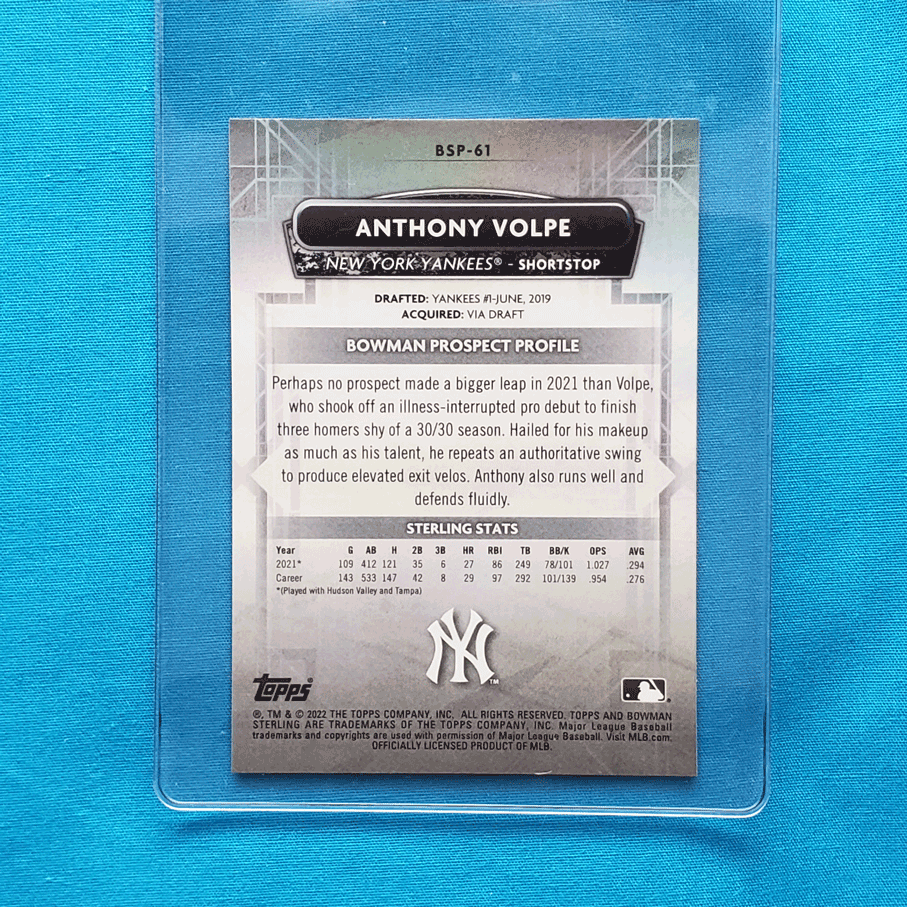 BSP-61
ANTHONY VOLPE
NEW YORK YANKEES® - SHORTSTOP
DRAFTED: YANKEES #1-JUNE, 2019
ACQUIRED: VIA DRAFT
BOWMAN PROSPECT PROFILE
Perhaps no prospect made a bigger leap in 2021 than Volpe,
who shook off an illness-interrupted pro debut to finish
three homers shy of a 30/30 season. Hailed for his makeup
as much as his talent, he repeats an authoritative swing
to produce elevated exit velos. Anthony also runs well and
defends fluidly.
STERLING STATS
Year G AB H 2B 3B HR RBI TB BB/K OPS AVG
2021* 109 412 121 35 6 27 86 249 78/101 1.027 .294
Career 143 533 147 42 8 29 97 292 101/139 .954 .276
*(Played with Hudson Valley and Tampa)
NY™
Topps®
®, TM & © 2022 THE TOPPS COMPANY, INC. ALL RIGHTS RESERVED. TOPPS AND BOWMAN
STERLING ARE TRADEMARKS OF THE TOPPS COMPANY, INC. Major League Baseball
trademarks and copyrights are used with permission of Major League Baseball. Visit MLB.com.
OFFICIALLY LICENSED PRODUCT OF MLB.